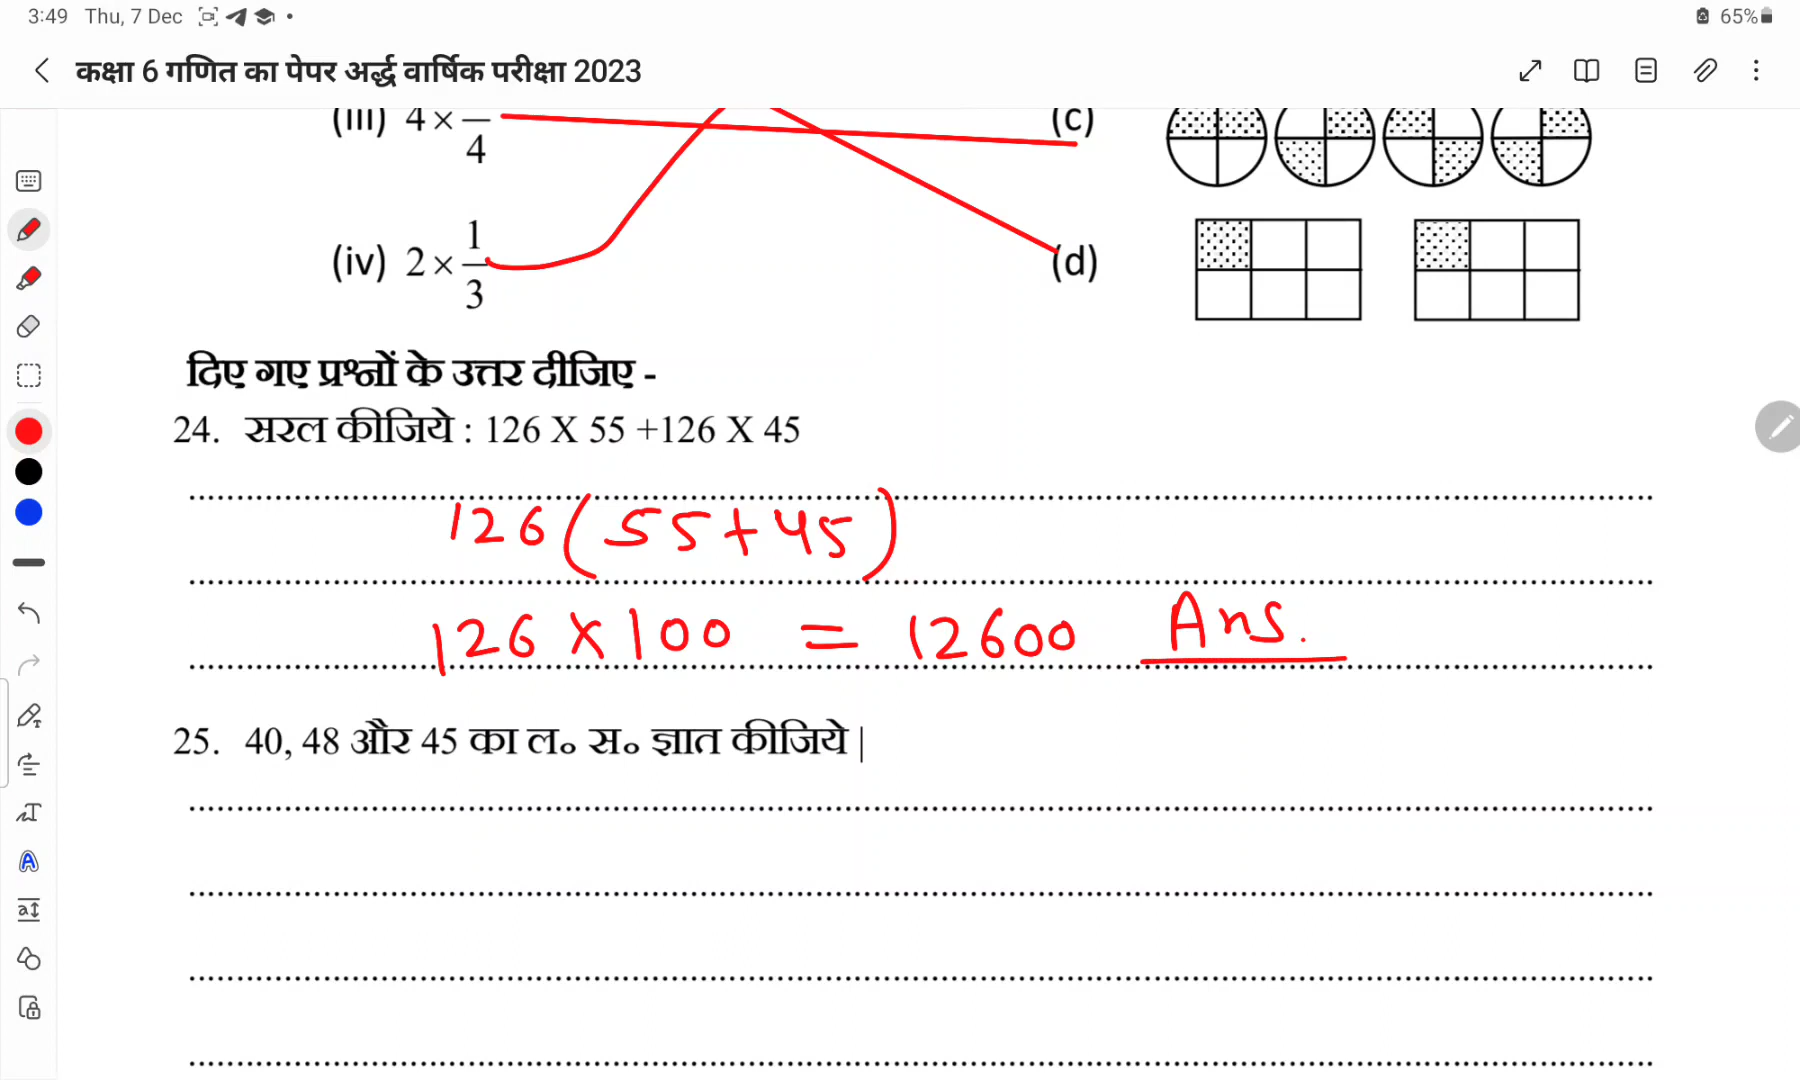 3:49 Thu, 7 Dec 65%
कक्षा 6 गणित का पेपर अर्द्ध वार्षिक परीक्षा 2023
(iii) 4 × /4 (c)
(iv) 2 × 1/3 (d)
दिए गए प्रश्नों के उत्तर दीजिए -
24. सरल कीजिये : 126 X 55 +126 X 45
126 ( 55 + 45 )
126 × 100 = 12600 Ans.
25. 40, 48 और 45 का ल॰ स॰ ज्ञात कीजिये |